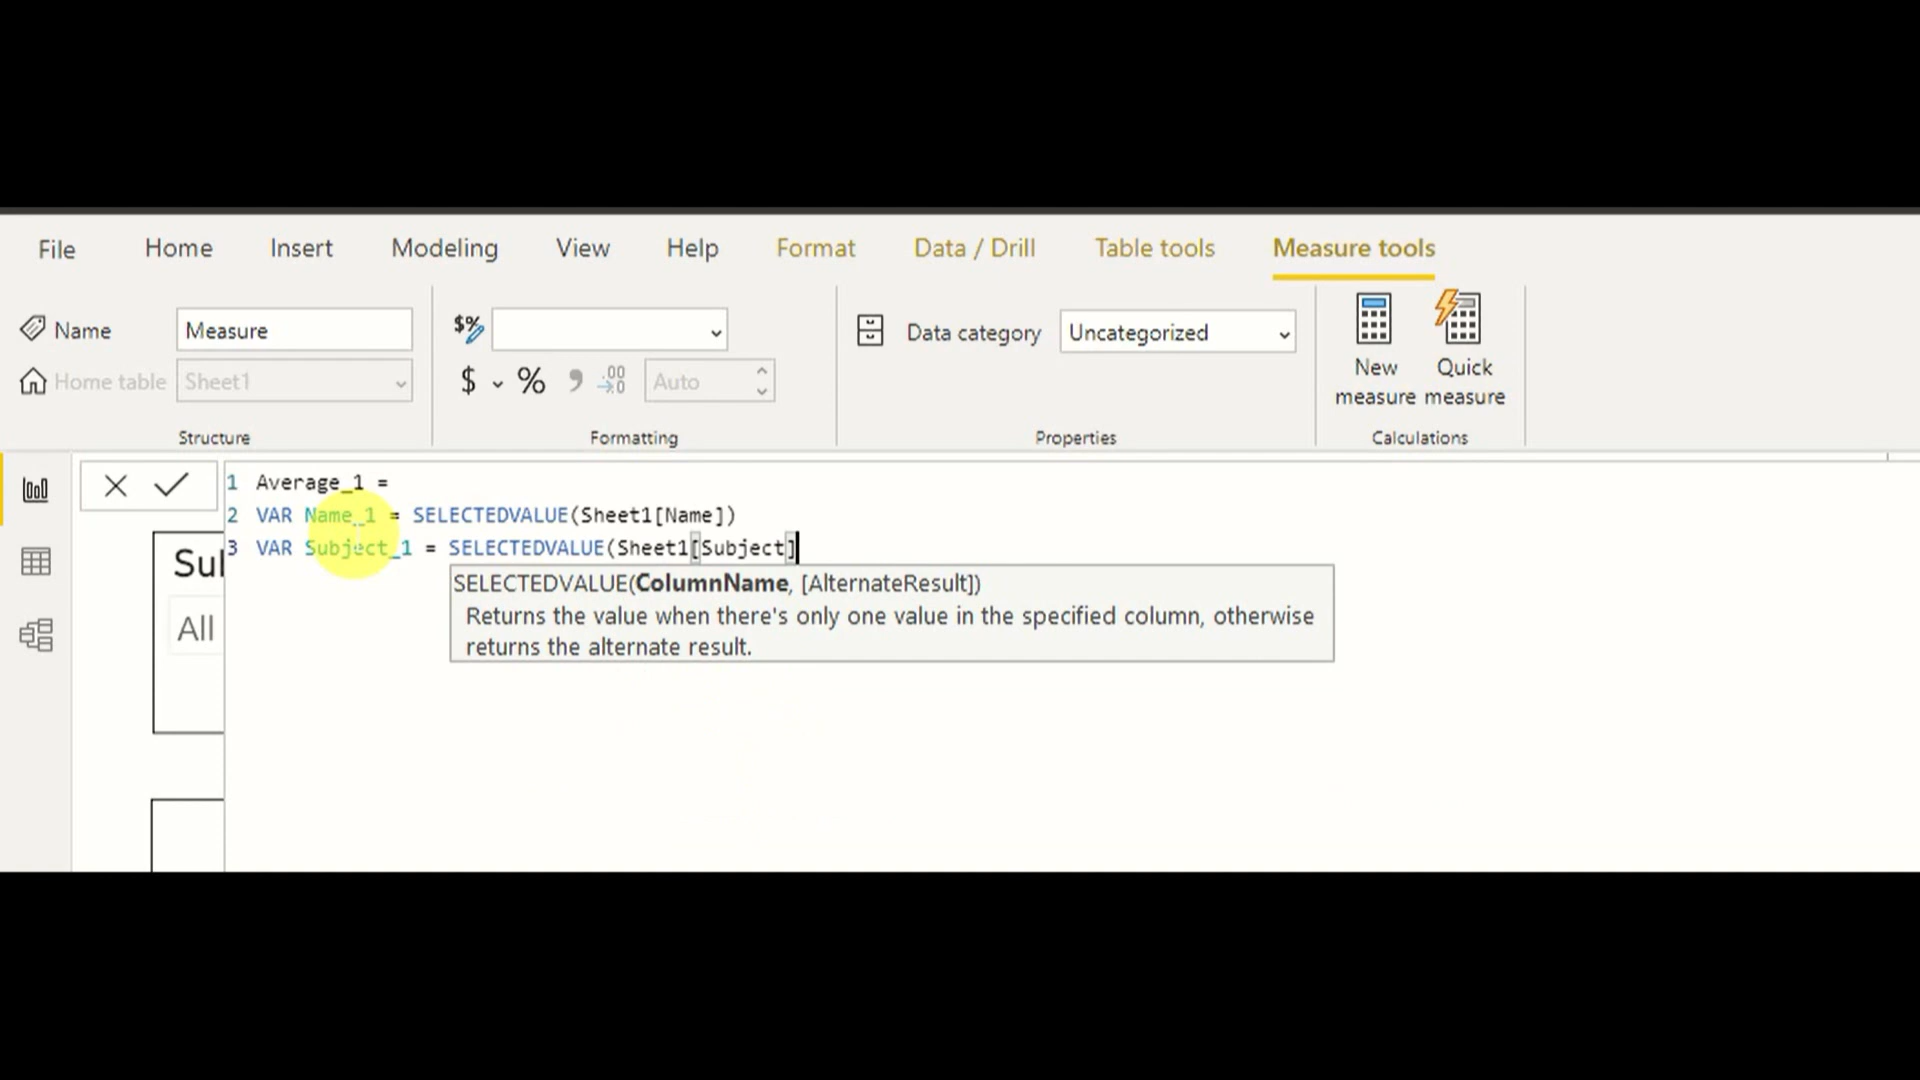 File Home Insert Modeling View Help Format Data / Drill Table tools Measure tools
Name Measure
$% Data category Uncategorized
Home table Sheet1
$ % .00 Auto
New measure
Quick measure
Structure Formatting Properties Calculations
1 Average_1 =
2 VAR Name_1 = SELECTEDVALUE(Sheet1[Name])
3 VAR Subject_1 = SELECTEDVALUE(Sheet1[Subject]
Sul
All
SELECTEDVALUE(ColumnName, [AlternateResult])
Returns the value when there's only one value in the specified column, otherwise
returns the alternate result.